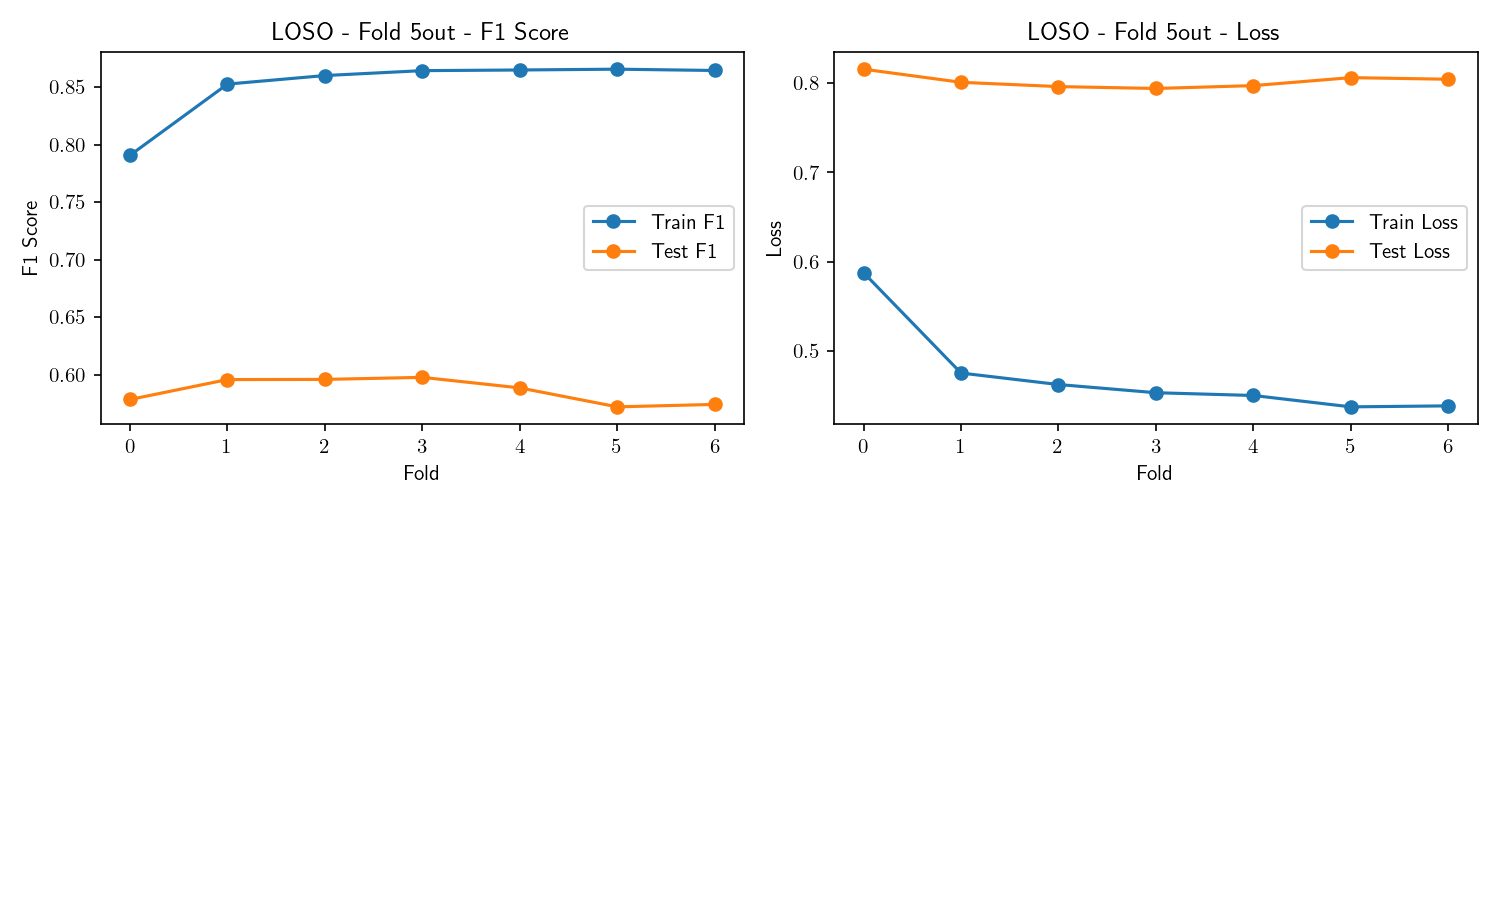 LOSO - Fold 5out - F1 Score
F1 Score
0.85
0.80
0.75
0.70
0.65
0.60
Train F1
Test F1
0 1 2 3 4 5 6
Fold
LOSO - Fold 5out - Loss
Loss
0.8
0.7
0.6
0.5
Train Loss
Test Loss
0 1 2 3 4 5 6
Fold